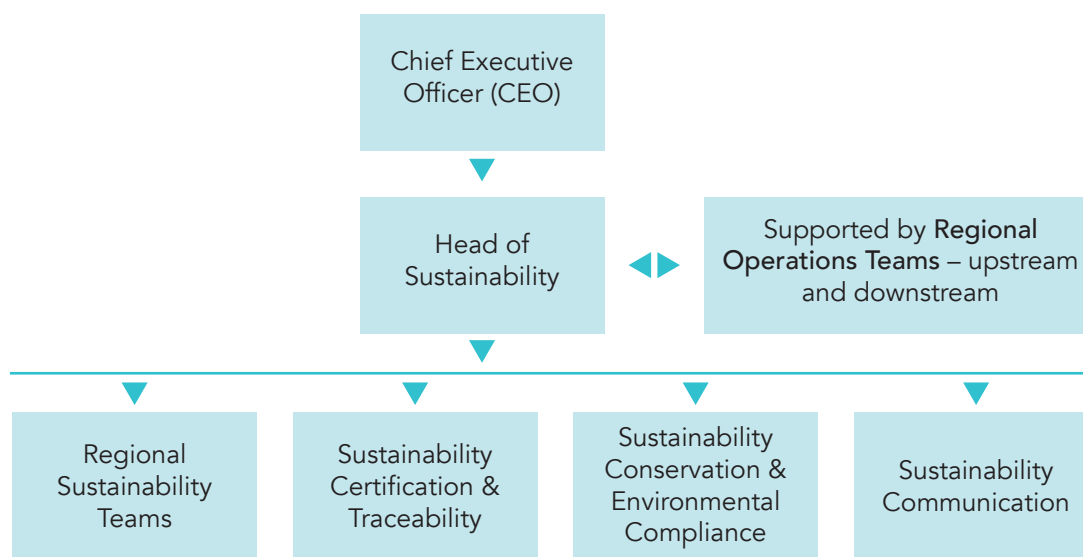 Chief Executive
Officer (CEO)
Head of
Sustainability
Supported by Regional
Operations Teams – upstream
and downstream
Regional
Sustainability
Teams
Sustainability
Certification &
Traceability
Sustainability
Conservation &
Environmental
Compliance
Sustainability
Communication